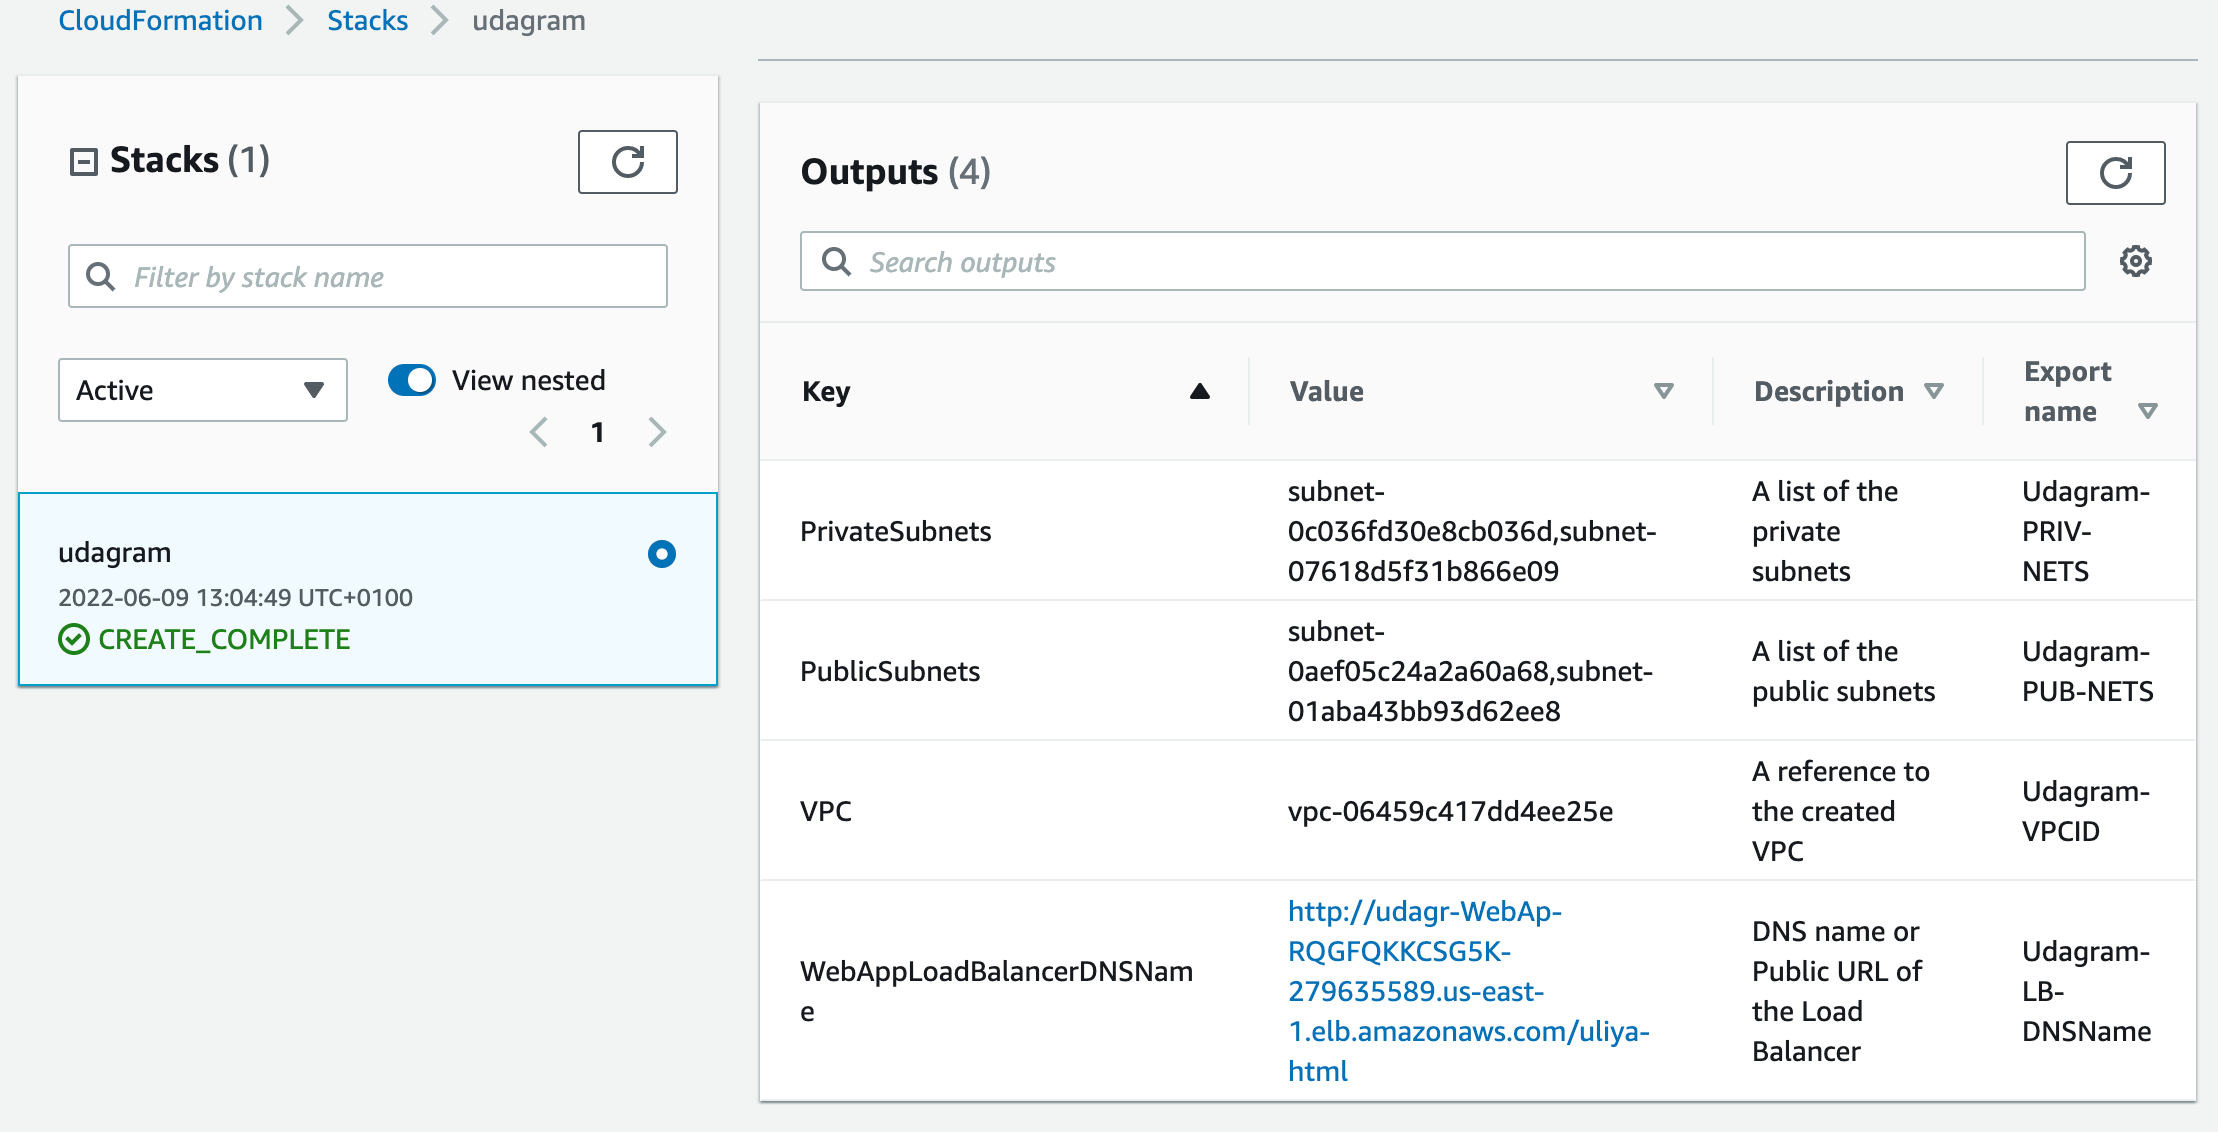 CloudFormation > Stacks > udagram
Stacks (1)
Filter by stack name
Active
View nested
1
udagram
2022-06-09 13:04:49 UTC+0100
CREATE_COMPLETE
Outputs (4)
Search outputs
Key
Value
Description
Export
name
PrivateSubnets
subnet-
0c036fd30e8cb036d,subnet-
07618d5f31b866e09
A list of the
private
subnets
Udagram-
PRIV-
NETS
PublicSubnets
subnet-
0aef05c24a2a60a68,subnet-
01aba43bb93d62ee8
A list of the
public subnets
Udagram-
PUB-NETS
VPC
vpc-06459c417dd4ee25e
A reference to
the created
VPC
Udagram-
VPCID
WebAppLoadBalancerDNSNam
e
http://udagr-WebAp-
RQGFQKKCSG5K-
279635589.us-east-
1.elb.amazonaws.com/uliya-
html
DNS name or
Public URL of
the Load
Balancer
Udagram-
LB-
DNSName